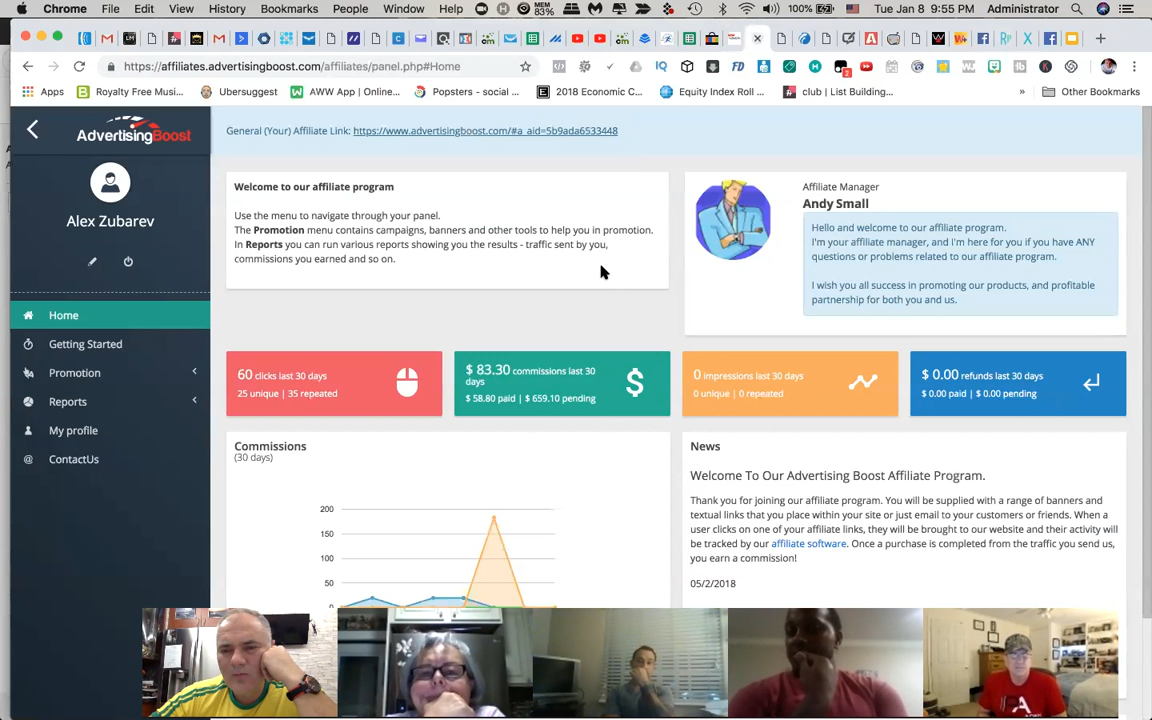 Chrome File Edit View History Bookmarks People Window Help MEM 83% 100% Tue Jan 8 9:55 PM Administrator
https://affiliates.advertisingboost.com/affiliates/panel.php#Home
Apps Royalty Free Musi... Ubersuggest AWW App | Online... Popsters - social ... 2018 Economic C... Equity Index Roll ... club | List Building... » Other Bookmarks
AdvertisingBoost
General (Your) Affiliate Link: https://www.advertisingboost.com/#a_aid=5b9ada6533448
Alex Zubarev
Home
Getting Started
Promotion
Reports
My profile
ContactUs
Welcome to our affiliate program
Use the menu to navigate through your panel.
The Promotion menu contains campaigns, banners and other tools to help you in promotion.
In Reports you can run various reports showing you the results - traffic sent by you,
commissions you earned and so on.
Affiliate Manager
Andy Small
Hello and welcome to our affiliate program.
I'm your affiliate manager, and I'm here for you if you have ANY
questions or problems related to our affiliate program.
I wish you all success in promoting our products, and profitable
partnership for both you and us.
60 clicks last 30 days
25 unique | 35 repeated
$ 83.30 commissions last 30
days
$ 58.80 paid | $ 659.10 pending
0 impressions last 30 days
0 unique | 0 repeated
$ 0.00 refunds last 30 days
$ 0.00 paid | $ 0.00 pending
Commissions
(30 days)
200
150
100
50
News
Welcome To Our Advertising Boost Affiliate Program.
Thank you for joining our affiliate program. You will be supplied with a range of banners and
textual links that you place within your site or just email to your customers or friends. When a
user clicks on one of your affiliate links, they will be brought to our website and their activity
will be tracked by our affiliate software. Once a purchase is completed from the traffic you send us,
you earn a commission!
05/2/2018